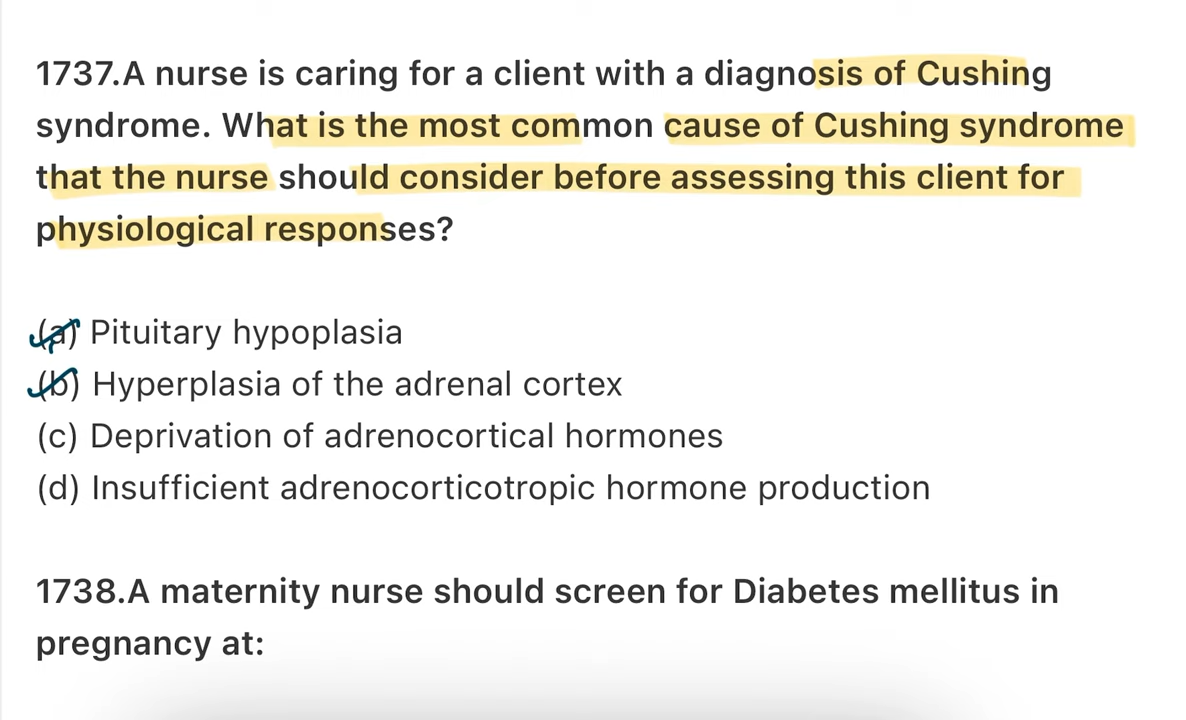 1737.A nurse is caring for a client with a diagnosis of Cushing
syndrome. What is the most common cause of Cushing syndrome
that the nurse should consider before assessing this client for
physiological responses?
(a) Pituitary hypoplasia
(b) Hyperplasia of the adrenal cortex
(c) Deprivation of adrenocortical hormones
(d) Insufficient adrenocorticotropic hormone production
1738.A maternity nurse should screen for Diabetes mellitus in
pregnancy at: